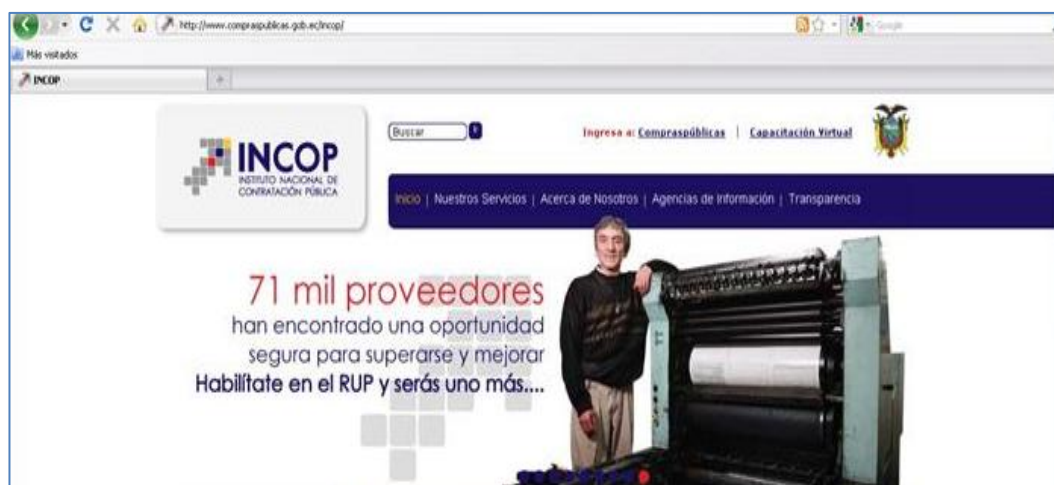 http://www.compraspublicas.gob.ec/incop/
Google
Más visitados
INCOP
INCOP
INSTITUTO NACIONAL DE
CONTRATACIÓN PÚBLICA
Buscar
Ingresa a: Compraspúblicas | Capacitación Virtual
Inicio | Nuestros Servicios | Acerca de Nosotros | Agencias de Información | Transparencia
71 mil proveedores
han encontrado una oportunidad
segura para superarse y mejorar
Habilítate en el RUP y serás uno más....